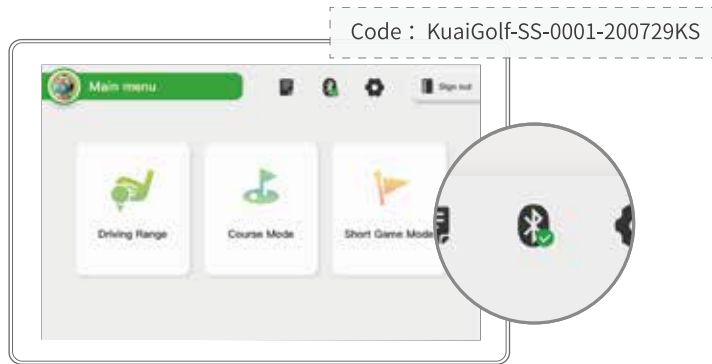 Code： KuaiGolf-SS-0001-200729KS
Main menu
Sign out
Driving Range
Course Mode
Short Game Mode